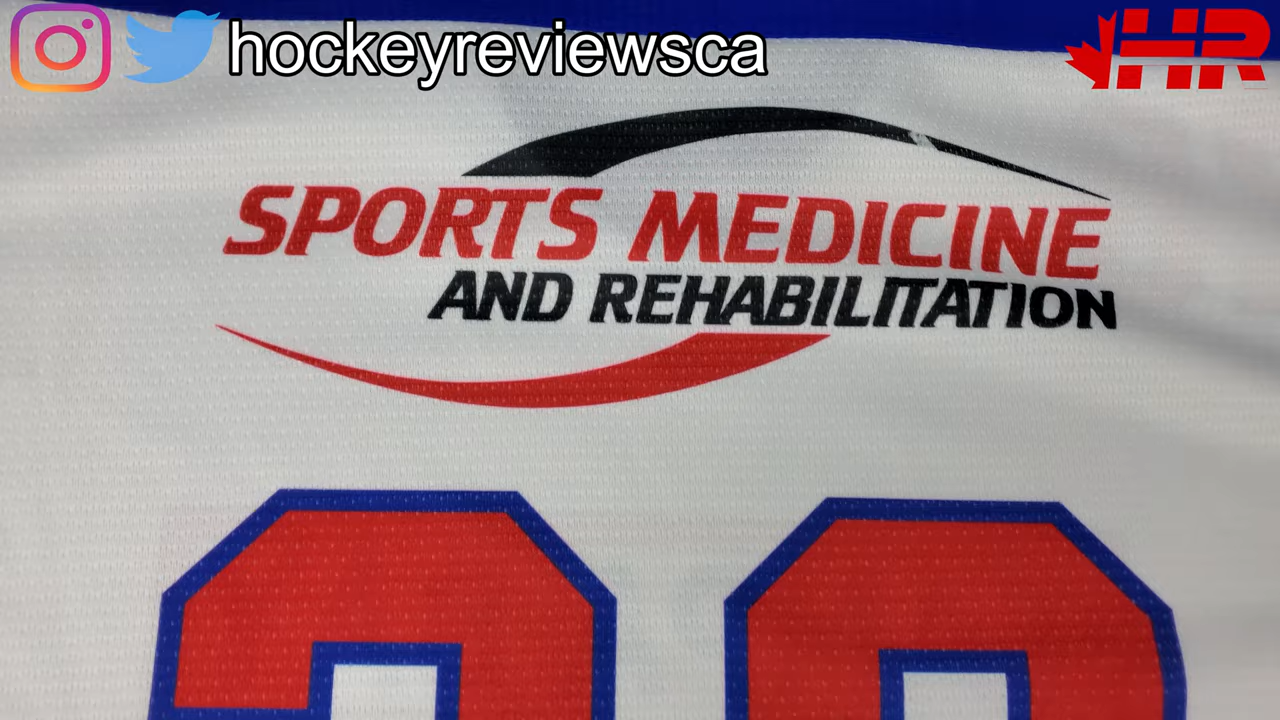 hockeyreviewsca
HR
SPORTS MEDICINE
AND REHABILITATION